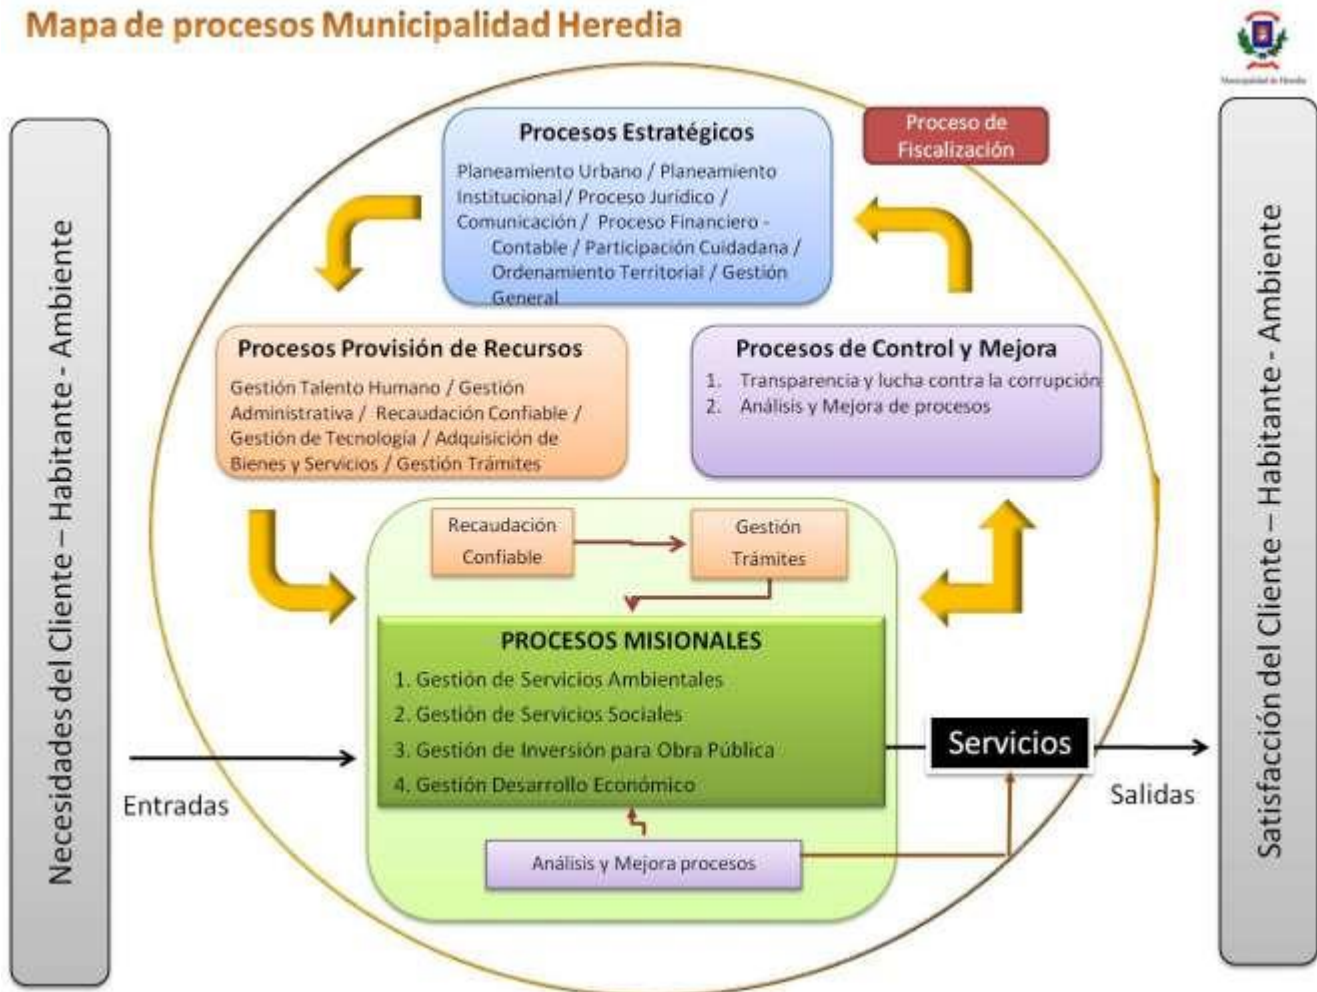 Mapa de procesos Municipalidad Heredia
Municipalidad de Heredia
Necesidades del Cliente – Habitante - Ambiente
Procesos Estratégicos
Planeamiento Urbano / Planeamiento
Institucional / Proceso Jurídico /
Comunicación / Proceso Financiero -
Contable / Participación Cuidadana /
Ordenamiento Territorial / Gestión
General
Proceso de
Fiscalización
Procesos Provisión de Recursos
Gestión Talento Humano / Gestión
Administrativa / Recaudación Confiable /
Gestión de Tecnología / Adquisición de
Bienes y Servicios / Gestión Trámites
Procesos de Control y Mejora
1. Transparencia y lucha contra la corrupción
2. Análisis y Mejora de procesos
Recaudación
Confiable
Gestión
Trámites
PROCESOS MISIONALES
1. Gestión de Servicios Ambientales
2. Gestión de Servicios Sociales
3. Gestión de Inversión para Obra Pública
4. Gestión Desarrollo Económico
Entradas
Servicios
Salidas
Análisis y Mejora procesos
Satisfacción del Cliente – Habitante - Ambiente